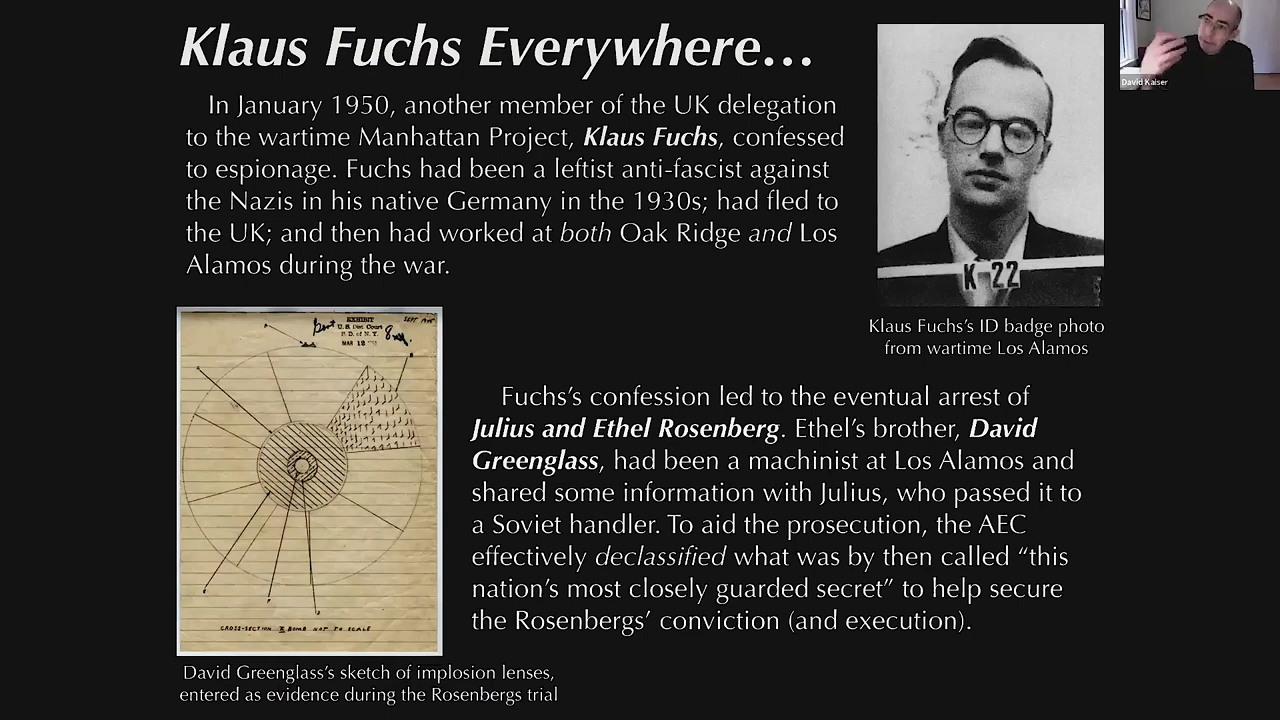 Klaus Fuchs Everywhere…
In January 1950, another member of the UK delegation
to the wartime Manhattan Project, Klaus Fuchs, confessed
to espionage. Fuchs had been a leftist anti-fascist against
the Nazis in his native Germany in the 1930s; had fled to
the UK; and then had worked at both Oak Ridge and Los
Alamos during the war.
K 22
Klaus Fuchs’s ID badge photo
from wartime Los Alamos
David Kaiser
EXHIBIT
U. S. Dist. Court
MAR 12
CROSS-SECTION BOMB NOT TO SCALE
David Greenglass’s sketch of implosion lenses,
entered as evidence during the Rosenbergs trial
Fuchs’s confession led to the eventual arrest of
Julius and Ethel Rosenberg. Ethel’s brother, David
Greenglass, had been a machinist at Los Alamos and
shared some information with Julius, who passed it to
a Soviet handler. To aid the prosecution, the AEC
effectively declassified what was by then called “this
nation’s most closely guarded secret” to help secure
the Rosenbergs’ conviction (and execution).